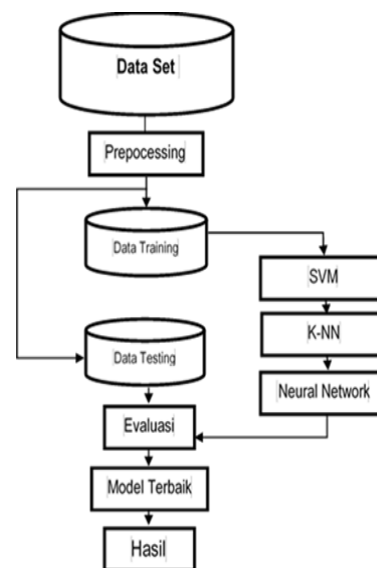 Data Set
Prepocessing
Data Training
SVM
K-NN
Data Testing
Neural Network
Evaluasi
Model Terbaik
Hasil